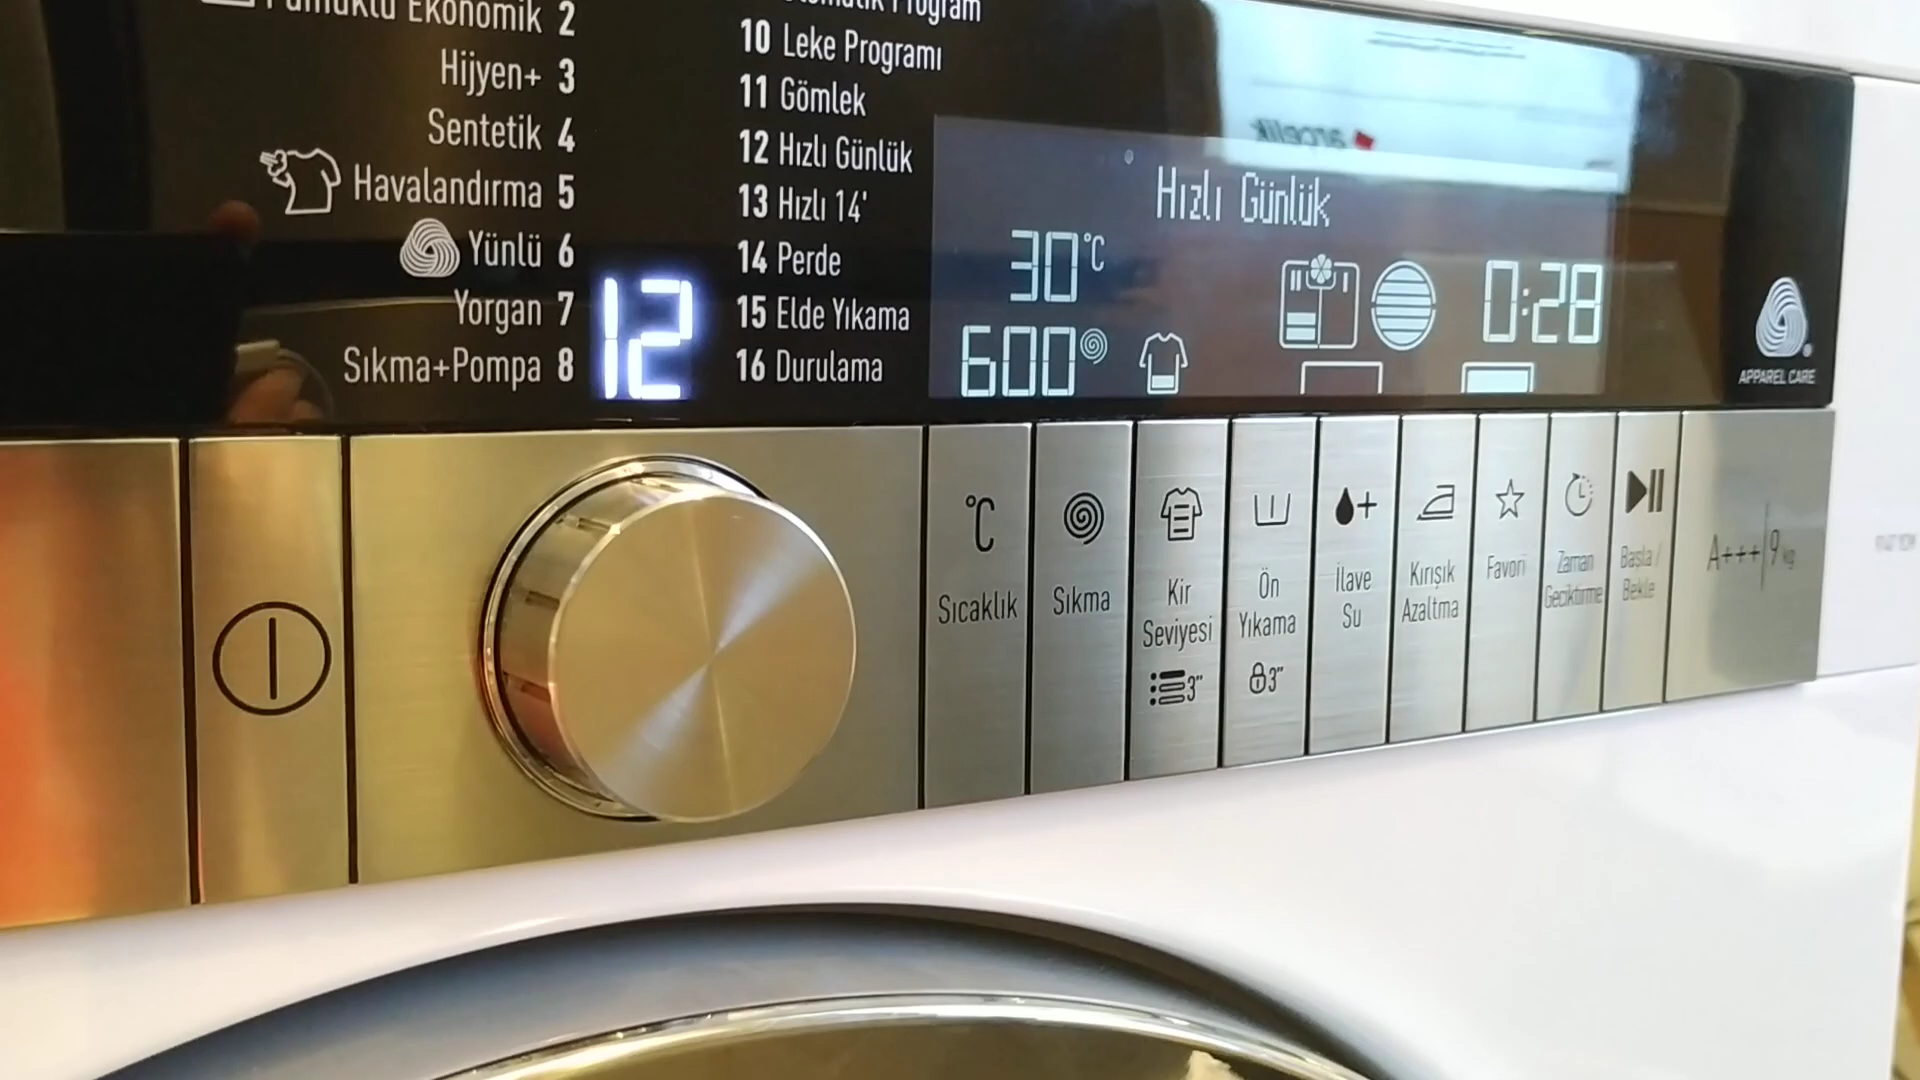 Pamuklu Ekonomik 2
Hijyen+ 3
Sentetik 4
Havalandırma 5
Yünlü 6
Yorgan 7
Sıkma+Pompa 8
12
Program
10 Leke Programı
11 Gömlek
12 Hızlı Günlük
13 Hızlı 14'
14 Perde
15 Elde Yıkama
16 Durulama
arcelik
Hızlı Günlük
30°C
0:28
600
APPAREL CARE
°C
Sıcaklık
Sıkma
Kir
Seviyesi
3"
Ön
Yıkama
3"
İlave
Su
Kırışık
Azaltma
Favori
Zaman
Geciktirme
Başla /
Bekle
A+++ 9 kg